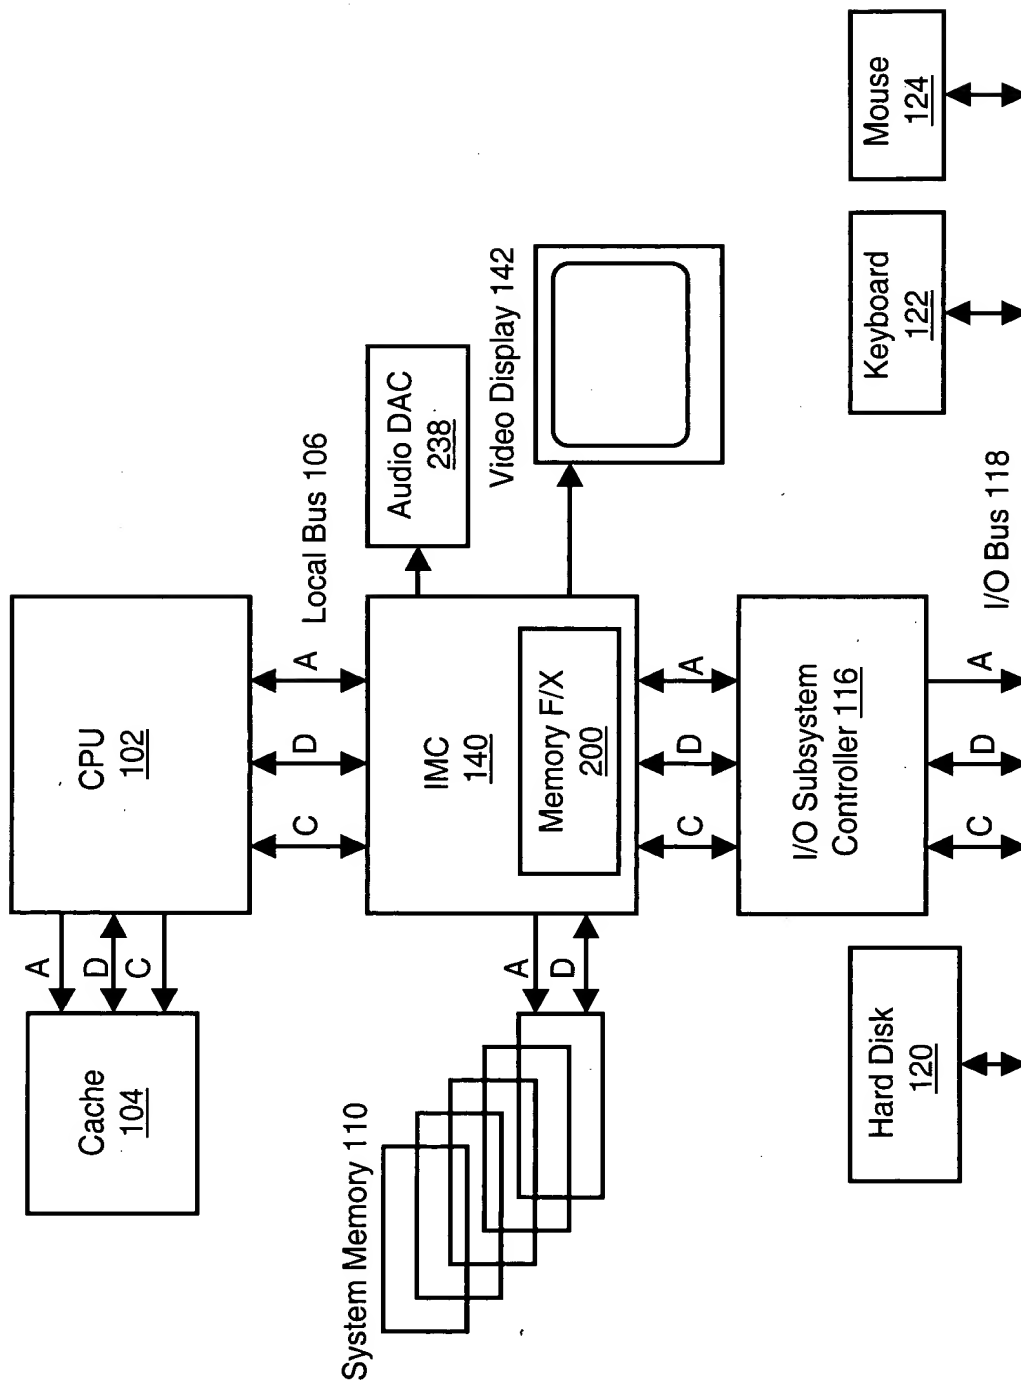 Cache
104
A
D
C
CPU
102
C
D
A
Local Bus 106
System Memory 110
A
D
IMC
140
Memory F/X
200
Audio DAC
238
Video Display 142
C
D
A
I/O Subsystem
Controller 116
Hard Disk
120
Keyboard
122
Mouse
124
C
D
A
I/O Bus 118